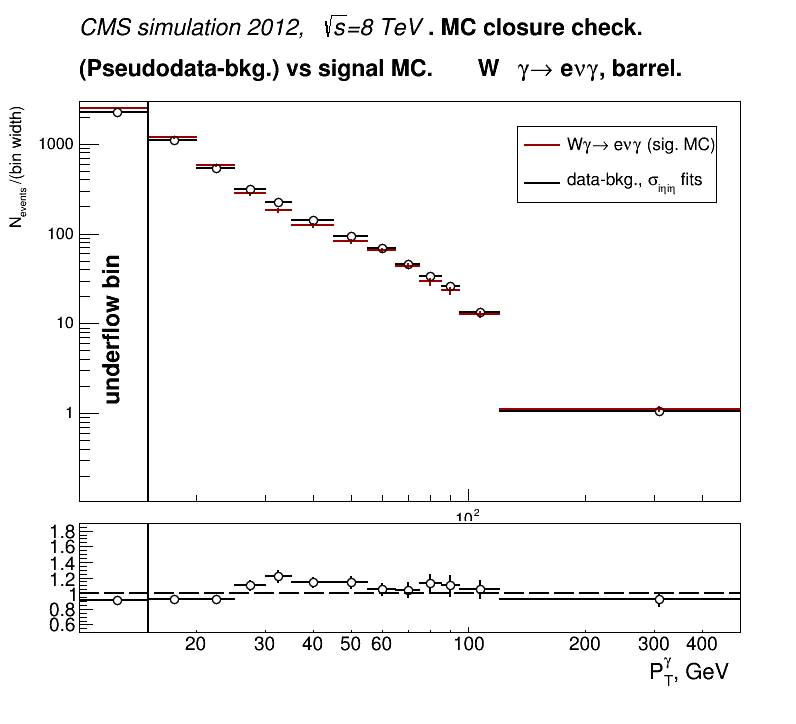 CMS simulation 2012, √s=8 TeV . MC closure check.
(Pseudodata-bkg.) vs signal MC. W γ→ eνγ, barrel.
N_events /(bin width)
1000
100
10
1
underflow bin
Wγ→ eνγ (sig. MC)
data-bkg., σ_iηiη fits
10²
1.8
1.6
1.4
1.2
1
0.8
0.6
20 30 40 50 60 100 200 300 400
P_T^γ, GeV